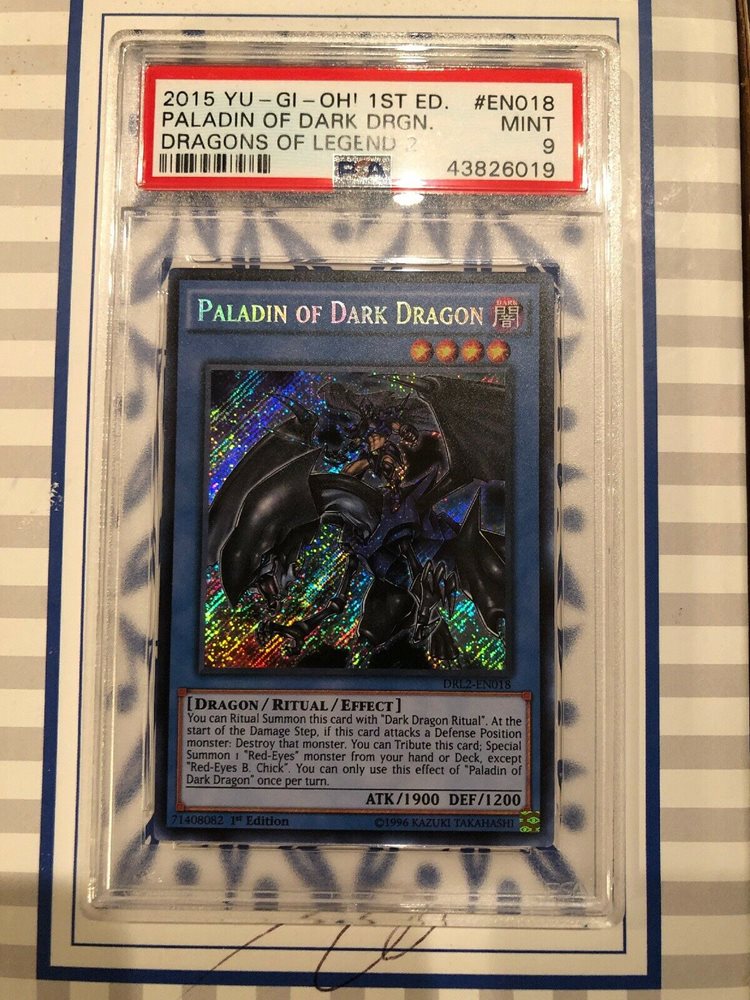 2015 YU-GI-OH! 1ST ED. #EN018
PALADIN OF DARK DRGN. MINT
DRAGONS OF LEGEND 2 9
PSA 43826019
PALADIN OF DARK DRAGON
DARK
闇
DRL2-EN018
[DRAGON/RITUAL/EFFECT]
You can Ritual Summon this card with "Dark Dragon Ritual". At the
start of the Damage Step, if this card attacks a Defense Position
monster: Destroy that monster. You can Tribute this card; Special
Summon 1 "Red-Eyes" monster from your hand or Deck, except
"Red-Eyes B. Chick". You can only use this effect of "Paladin of
Dark Dragon" once per turn.
ATK/1900 DEF/1200
71408082 1st Edition ©1996 KAZUKI TAKAHASHI
PSA